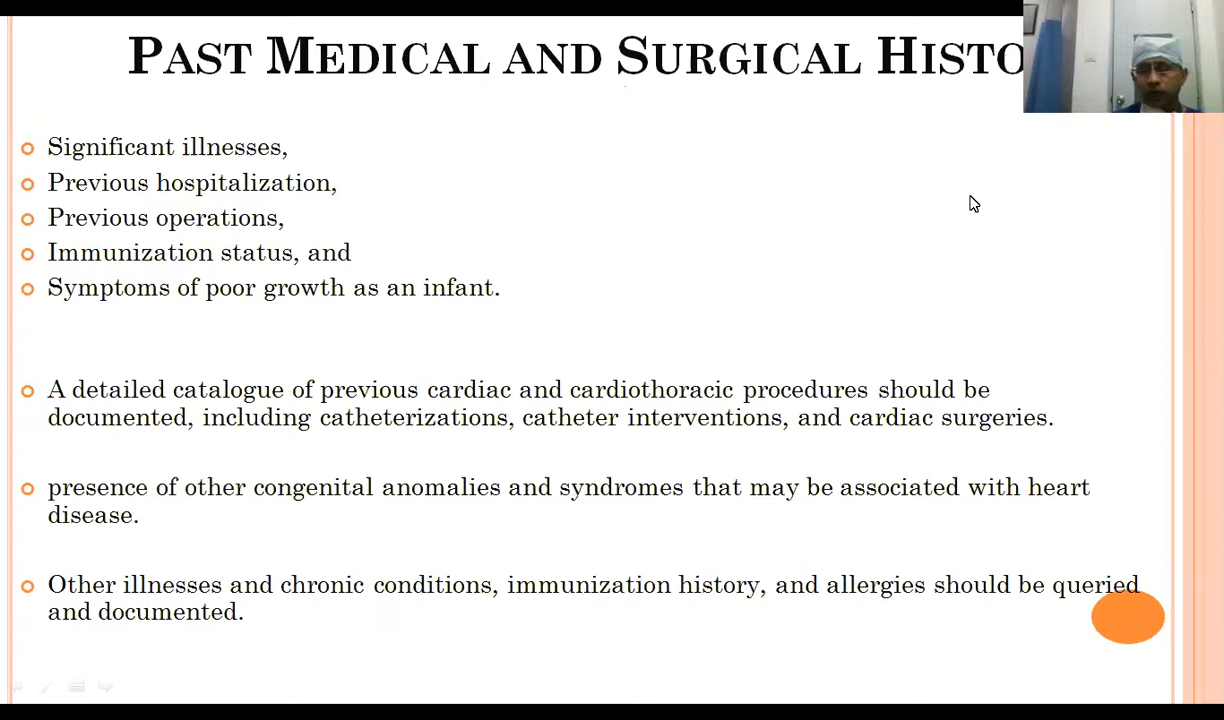 PAST MEDICAL AND SURGICAL HISTO
Significant illnesses,
Previous hospitalization,
Previous operations,
Immunization status, and
Symptoms of poor growth as an infant.
A detailed catalogue of previous cardiac and cardiothoracic procedures should be
documented, including catheterizations, catheter interventions, and cardiac surgeries.
presence of other congenital anomalies and syndromes that may be associated with heart
disease.
Other illnesses and chronic conditions, immunization history, and allergies should be queried
and documented.